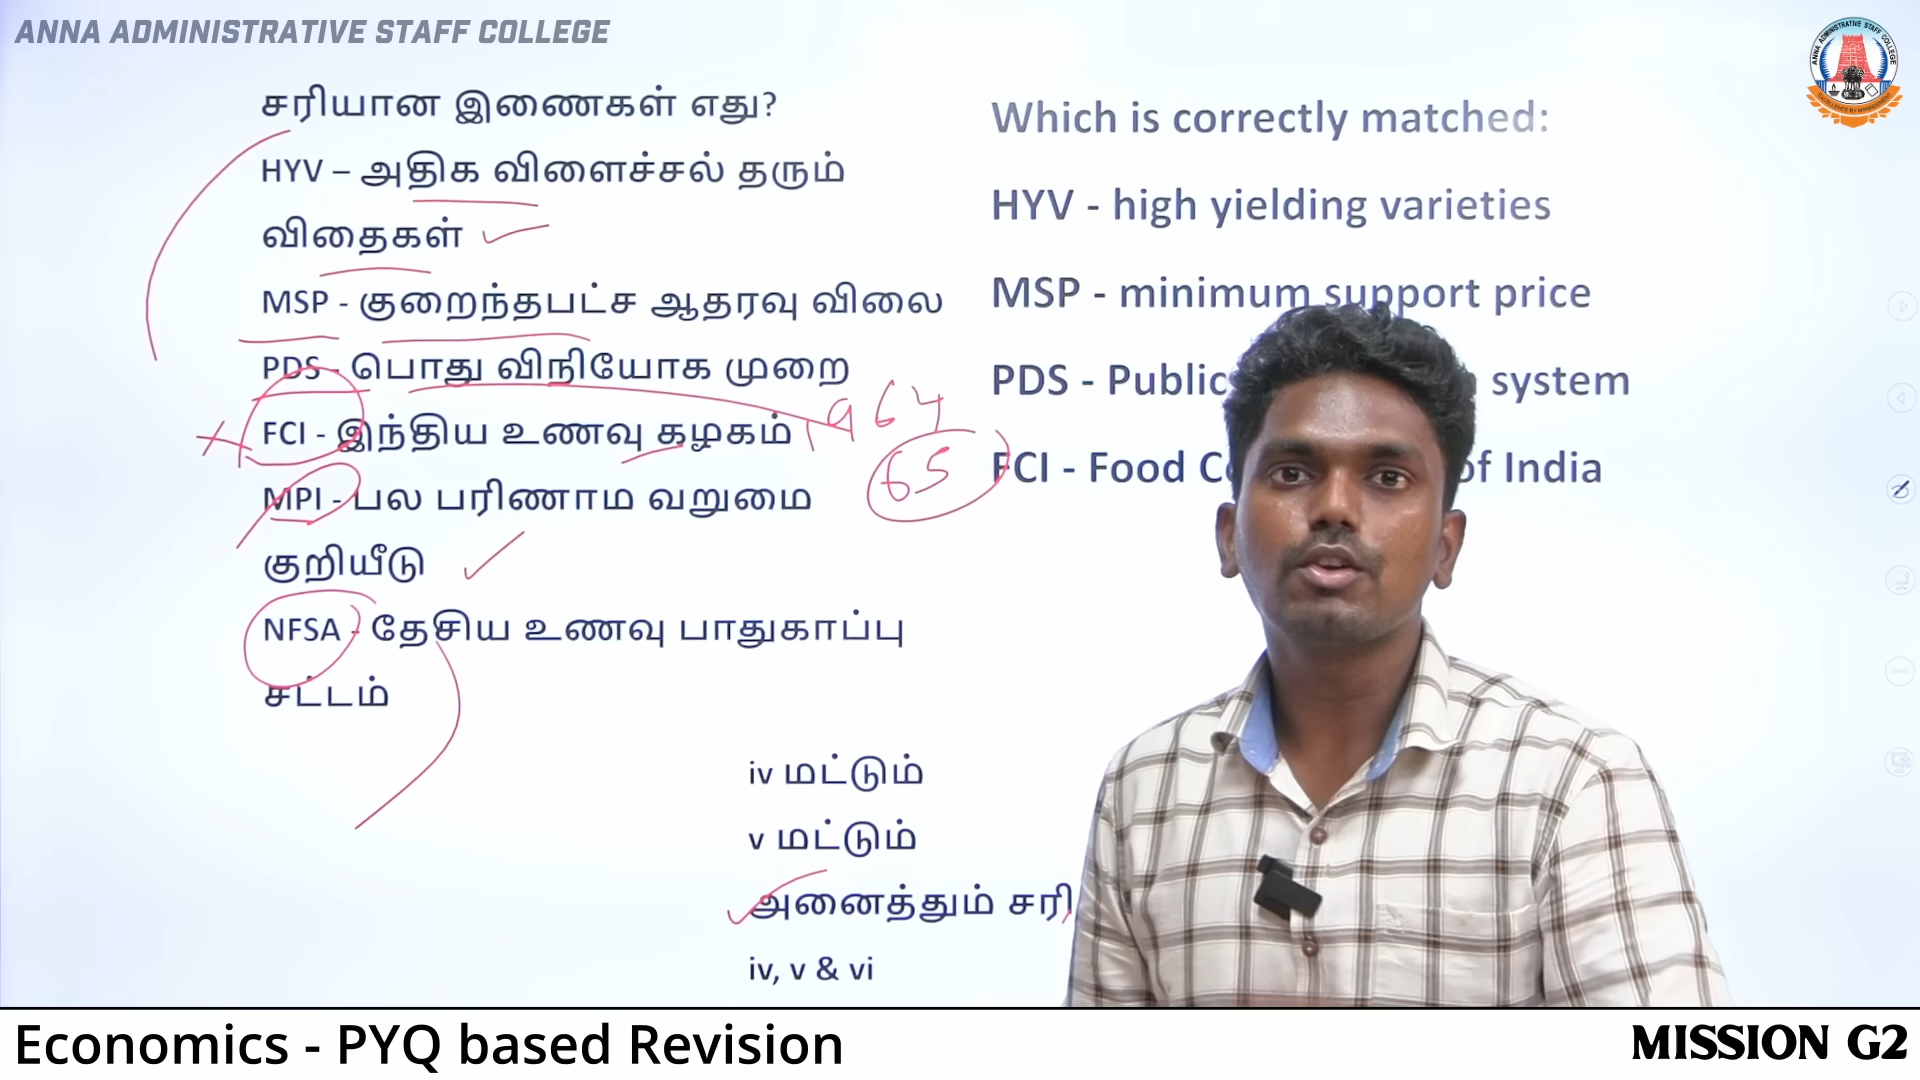 ANNA ADMINISTRATIVE STAFF COLLEGE
சரியான இணைகள் எது?
HYV – அதிக விளைச்சல் தரும்
விதைகள்
MSP - குறைந்தபட்ச ஆதரவு விலை
PDS - பொது விநியோக முறை
FCI - இந்திய உணவு கழகம்
1964
65
MPI - பல பரிணாம வறுமை
குறியீடு
NFSA - தேசிய உணவு பாதுகாப்பு
சட்டம்
iv மட்டும்
v மட்டும்
அனைத்தும் சரி
iv, v & vi
Which is correctly matched:
HYV - high yielding varieties
MSP - minimum support price
PDS - Public system
FCI - Food of India
Economics - PYQ based Revision
MISSION G2